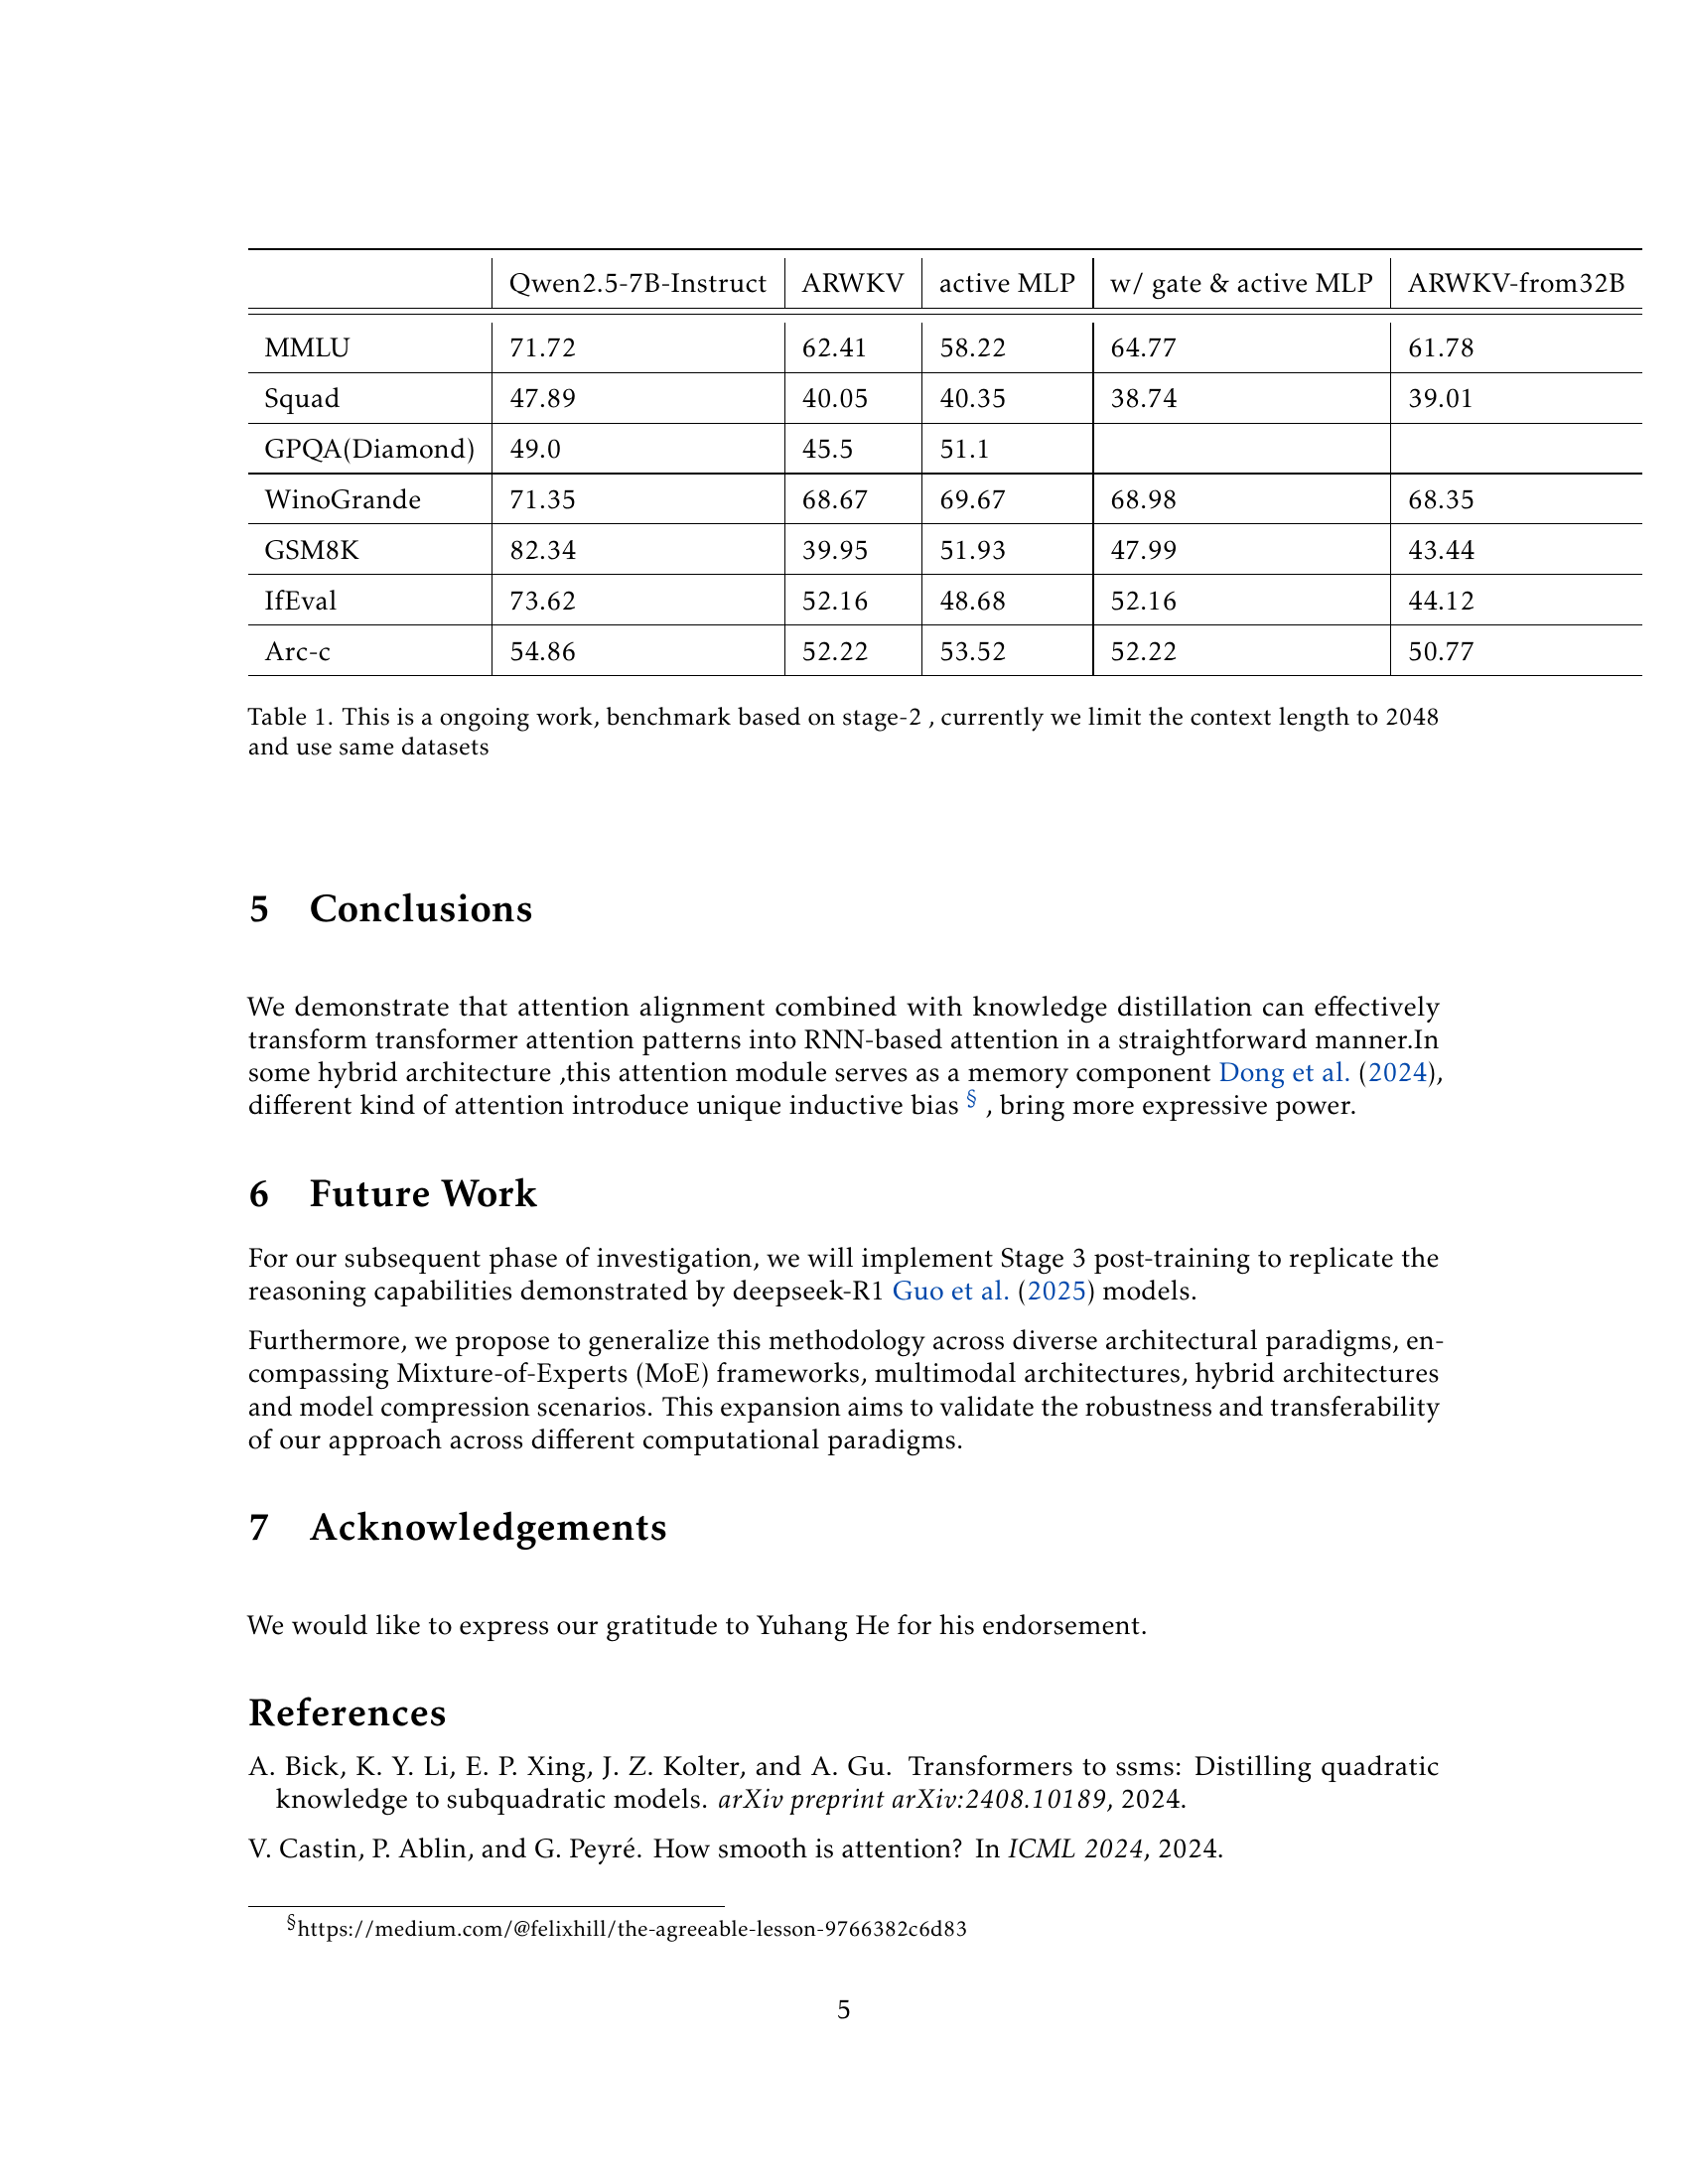 Qwen2.5-7B-Instruct ARWKV active MLP w/ gate & active MLP ARWKV-from32B
MMLU 71.72 62.41 58.22 64.77 61.78
Squad 47.89 40.05 40.35 38.74 39.01
GPQA(Diamond) 49.0 45.5 51.1
WinoGrande 71.35 68.67 69.67 68.98 68.35
GSM8K 82.34 39.95 51.93 47.99 43.44
IfEval 73.62 52.16 48.68 52.16 44.12
Arc-c 54.86 52.22 53.52 52.22 50.77
Table 1. This is a ongoing work, benchmark based on stage-2 , currently we limit the context length to 2048
and use same datasets
5 Conclusions
We demonstrate that attention alignment combined with knowledge distillation can effectively
transform transformer attention patterns into RNN-based attention in a straightforward manner.In
some hybrid architecture ,this attention module serves as a memory component Dong et al. (2024),
different kind of attention introduce unique inductive bias § , bring more expressive power.
6 Future Work
For our subsequent phase of investigation, we will implement Stage 3 post-training to replicate the
reasoning capabilities demonstrated by deepseek-R1 Guo et al. (2025) models.
Furthermore, we propose to generalize this methodology across diverse architectural paradigms, en-
compassing Mixture-of-Experts (MoE) frameworks, multimodal architectures, hybrid architectures
and model compression scenarios. This expansion aims to validate the robustness and transferability
of our approach across different computational paradigms.
7 Acknowledgements
We would like to express our gratitude to Yuhang He for his endorsement.
References
A. Bick, K. Y. Li, E. P. Xing, J. Z. Kolter, and A. Gu. Transformers to ssms: Distilling quadratic
knowledge to subquadratic models. arXiv preprint arXiv:2408.10189, 2024.
V. Castin, P. Ablin, and G. Peyré. How smooth is attention? In ICML 2024, 2024.
§https://medium.com/@felixhill/the-agreeable-lesson-9766382c6d83
5